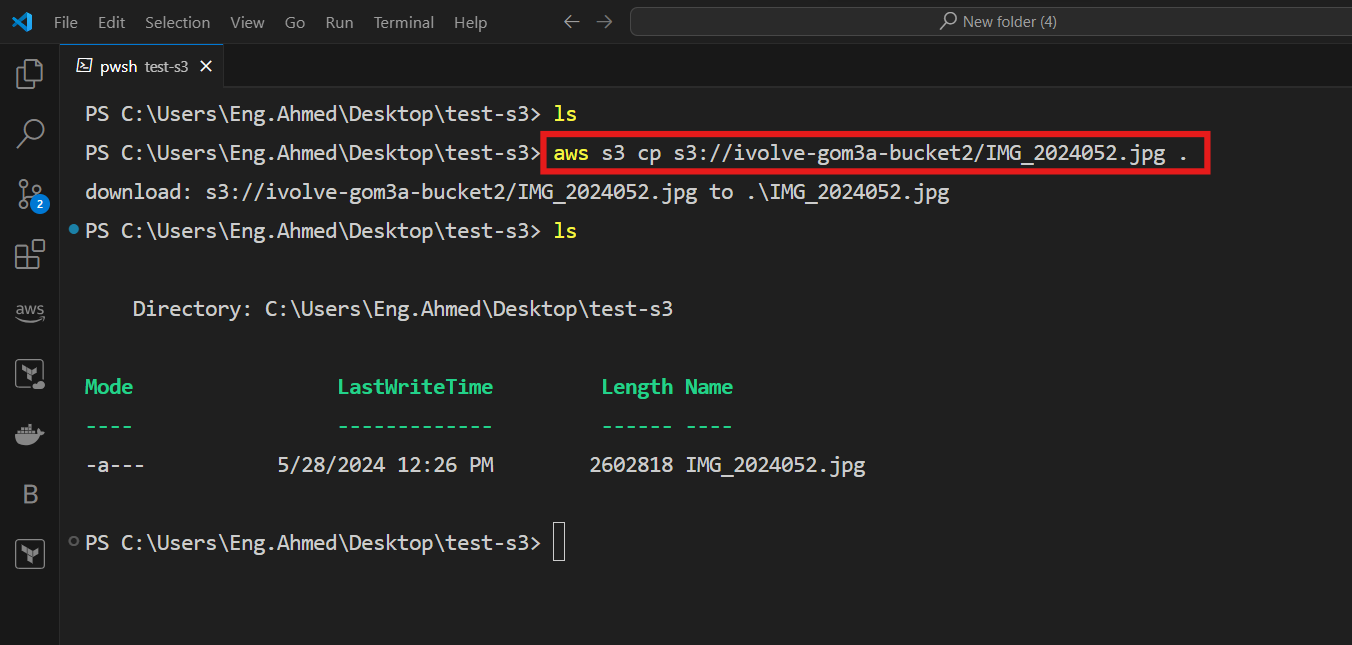 File Edit Selection View Go Run Terminal Help New folder (4)
pwsh test-s3
PS C:\Users\Eng.Ahmed\Desktop\test-s3> ls
PS C:\Users\Eng.Ahmed\Desktop\test-s3> aws s3 cp s3://ivolve-gom3a-bucket2/IMG_2024052.jpg .
download: s3://ivolve-gom3a-bucket2/IMG_2024052.jpg to .\IMG_2024052.jpg
2
PS C:\Users\Eng.Ahmed\Desktop\test-s3> ls
aws
Directory: C:\Users\Eng.Ahmed\Desktop\test-s3
Mode LastWriteTime Length Name
---- ------------- ------ ----
-a--- 5/28/2024 12:26 PM 2602818 IMG_2024052.jpg
B
PS C:\Users\Eng.Ahmed\Desktop\test-s3>